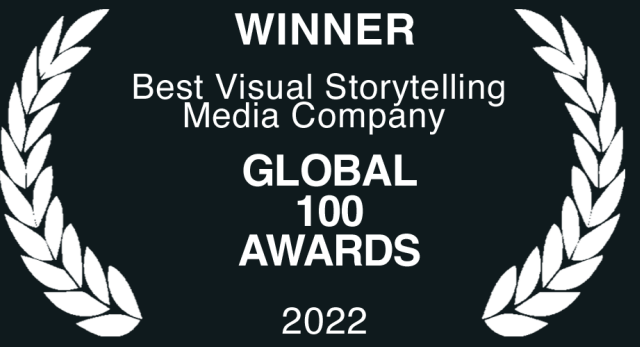 WINNER
Best Visual Storytelling
Media Company
GLOBAL
100
AWARDS
2022